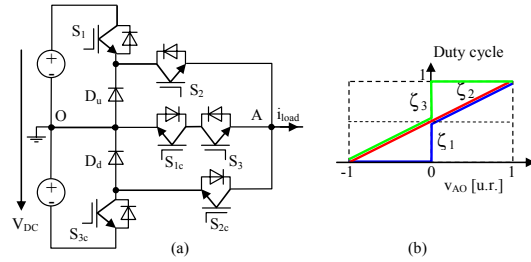 S1
Du
S2
O
A
iload
S1c
S3
Dd
S2c
VDC
S3c
(a)
Duty cycle
1
ζ2
ζ3
ζ1
-1
0
1
vAO [u.r.]
(b)